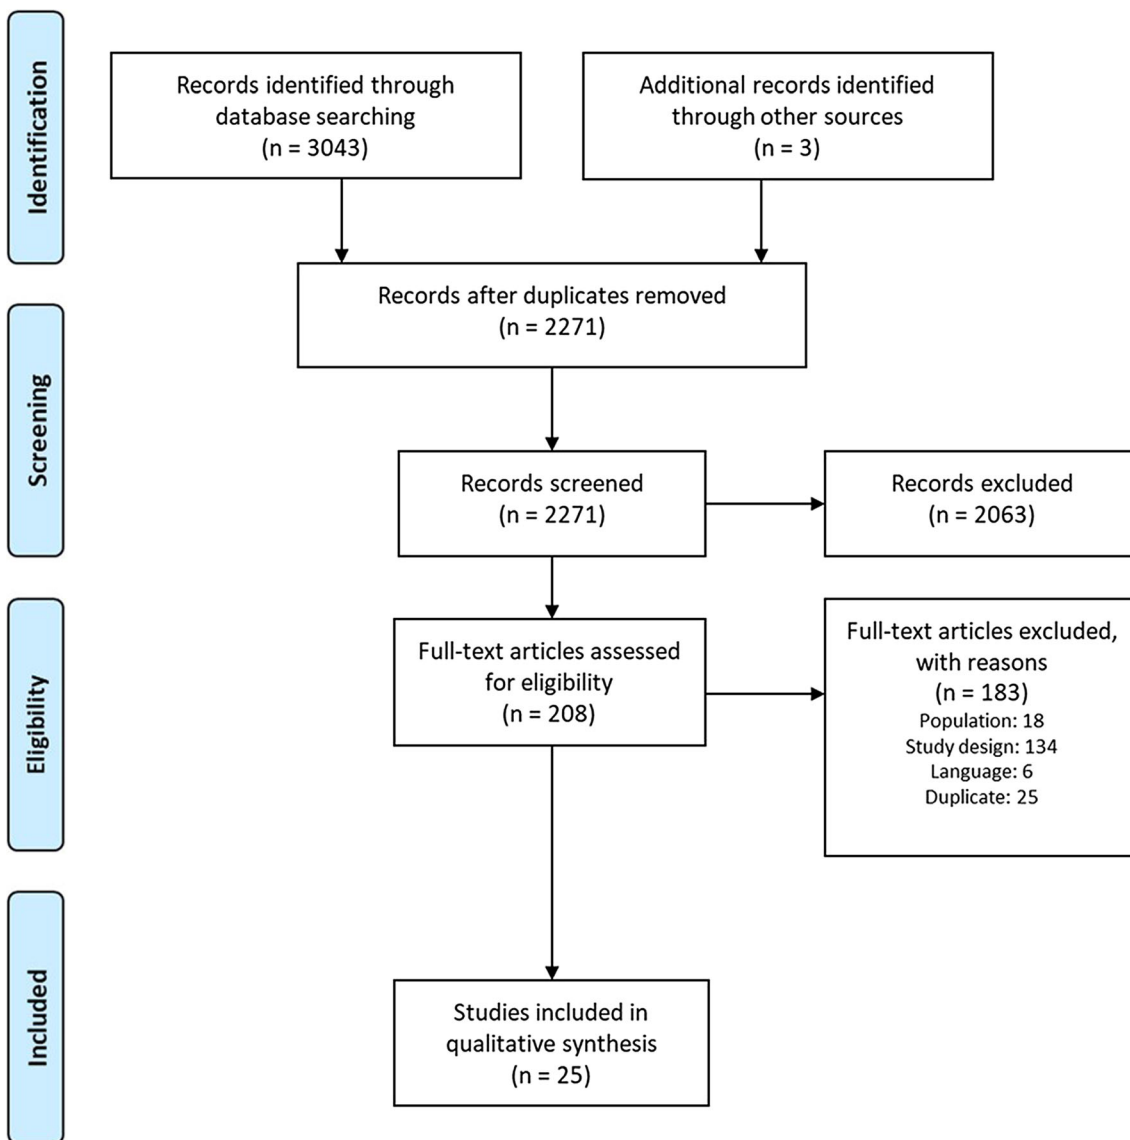 Identification
Records identified through
database searching
(n = 3043)
Additional records identified
through other sources
(n = 3)
Records after duplicates removed
(n = 2271)
Screening
Records screened
(n = 2271)
Records excluded
(n = 2063)
Eligibility
Full-text articles assessed
for eligibility
(n = 208)
Full-text articles excluded,
with reasons
(n = 183)
Population: 18
Study design: 134
Language: 6
Duplicate: 25
Included
Studies included in
qualitative synthesis
(n = 25)